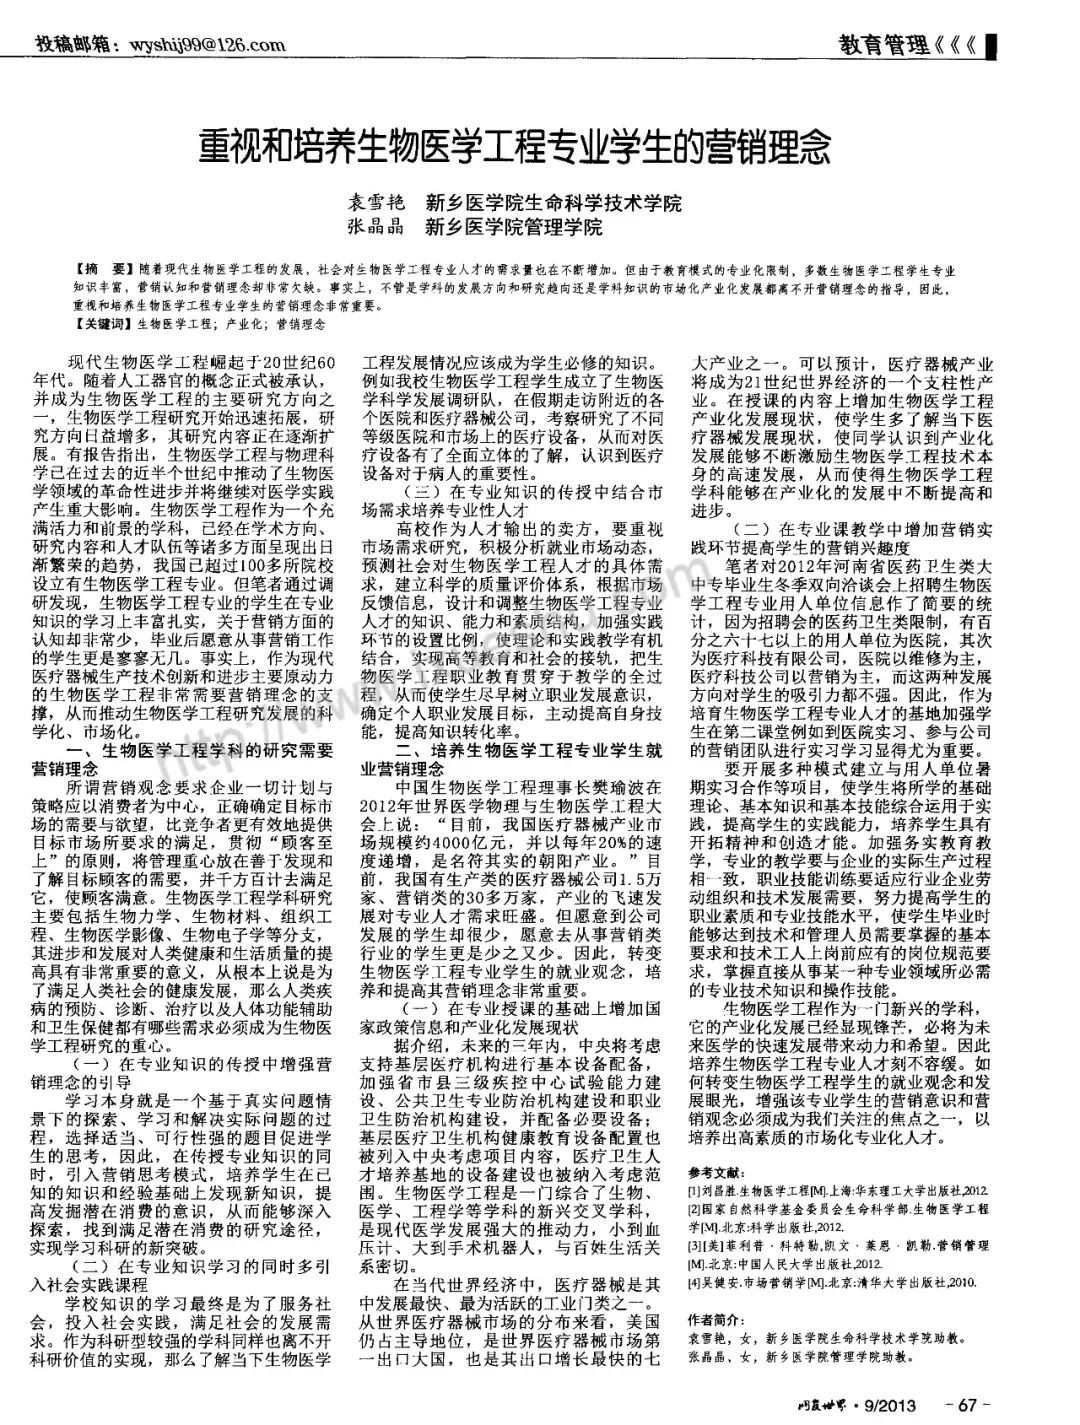 投稿邮箱：wyshij99@126.com
教育管理《《《
重视和培养生物医学工程专业学生的营销理念
袁雪艳 新乡医学院生命科学技术学院
张晶晶 新乡医学院管理学院
【摘 要】随着现代生物医学工程的发展，社会对生物医学工程专业人才的需求量也在不断增加。但由于教育模式的专业化限制，多数生物医学工程学生专业
知识丰富，营销认知和营销理念却非常欠缺。事实上，不管是学科的发展方向和研究趋向还是学科知识的市场化产业化发展都离不开营销理念的指导，因此，
重视和培养生物医学工程专业学生的营销理念非常重要。
【关键词】生物医学工程；产业化；营销理念
现代生物医学工程崛起于20世纪60
年代。随着人工器官的概念正式被承认，
并成为生物医学工程的主要研究方向之
一，生物医学工程研究开始迅速拓展，研
究方向日益增多，其研究内容正在逐渐扩
展。有报告指出，生物医学工程与物理科
学已在过去的近半个世纪中推动了生物医
学领域的革命性进步并将继续对医学实践
产生重大影响。生物医学工程作为一个充
满活力和前景的学科，已经在学术方向、
研究内容和人才队伍等诸多方面呈现出日
渐繁荣的趋势，我国已超过100多所院校
设立有生物医学工程专业。但笔者通过调
研发现，生物医学工程专业的学生在专业
知识的学习上丰富扎实，关于营销方面的
认知却非常少，毕业后愿意从事营销工作
的学生更是寥寥无几。事实上，作为现代
医疗器械生产技术创新和进步主要原动力
的生物医学工程非常需要营销理念的支
撑，从而推动生物医学工程研究发展的科
学化、市场化。
一、生物医学工程学科的研究需要
营销理念
所谓营销观念要求企业一切计划与
策略应以消费者为中心，正确确定目标市
场的需要与欲望，比竞争者更有效地提供
目标市场所要求的满足，贯彻“顾客至
上”的原则，将管理重心放在善于发现和
了解目标顾客的需要，并千方百计去满足
它，使顾客满意。生物医学工程学科研究
主要包括生物力学、生物材料、组织工
程、生物医学影像、生物电子学等分支，
其进步和发展对人类健康和生活质量的提
高具有非常重要的意义，从根本上说是为
了满足人类社会的健康发展，那么人类疾
病的预防、诊断、治疗以及人体功能辅助
和卫生保健都有哪些需求必须成为生物医
学工程研究的重心。
（一）在专业知识的传授中增强营
销理念的引导
学习本身就是一个基于真实问题情
景下的探索、学习和解决实际问题的过
程，选择适当、可行性强的题目促进学
生的思考，因此，在传授专业知识的同
时，引入营销思考模式，培养学生在已
知的知识和经验基础上发现新知识，提
高发掘潜在消费的意识，从而能够深入
探索，找到满足潜在消费的研究途径，
实现学习科研的新突破。
（二）在专业知识学习的同时多引
入社会实践课程
学校知识的学习最终是为了服务社
会，投入社会实践，满足社会的发展需
求。作为科研型较强的学科同样也离不开
科研价值的实现，那么了解当下生物医学
工程发展情况应该成为学生必修的知识。
例如我校生物医学工程学生成立了生物医
学科学发展调研队，在假期走访附近的各
个医院和医疗器械公司，考察研究了不同
等级医院和市场上的医疗设备，从而对医
疗设备有了全面立体的了解，认识到医疗
设备对于病人的重要性。
（三）在专业知识的传授中结合市
场需求培养专业性人才
高校作为人才输出的卖方，要重视
市场需求研究，积极分析就业市场动态，
预测社会对生物医学工程人才的具体需
求，建立科学的质量评价体系，根据市场
反馈信息，设计和调整生物医学工程专业
人才的知识、能力和素质结构，加强实践
环节的设置比例，使理论和实践教学有机
结合，实现高等教育和社会的接轨，把生
物医学工程职业教育贯穿于教学的全过
程，从而使学生尽早树立职业发展意识，
确定个人职业发展目标，主动提高自身技
能，提高知识转化率。
二、培养生物医学工程专业学生就
业营销理念
中国生物医学工程理事长樊瑜波在
2012年世界医学物理与生物医学工程大
会上说：“目前，我国医疗器械产业市
场规模约4000亿元，并以每年20%的速
度递增，是名符其实的朝阳产业。”目
前，我国有生产类的医疗器械公司1.5万
家、营销类的30多万家，产业的飞速发
展对专业人才需求旺盛。但愿意到公司
发展的学生却很少，愿意去从事营销类
行业的学生更是少之又少。因此，转变
生物医学工程专业学生的就业观念，培
养和提高其营销理念非常重要。
（一）在专业授课的基础上增加国
家政策信息和产业化发展现状
据介绍，未来的三年内，中央将考虑
支持基层医疗机构进行基本设备配备，
加强省市县三级疾控中心试验能力建
设、公共卫生专业防治机构建设和职业
卫生防治机构建设，并配备必要设备；
基层医疗卫生机构健康教育设备配置也
被列入中央考虑项目内容，医疗卫生人
才培养基地的设备建设也被纳入考虑范
围。生物医学工程是一门综合了生物、
医学、工程学等学科的新兴交叉学科，
是现代医学发展强大的推动力，小到血
压计、大到手术机器人，与百姓生活关
系密切。
在当代世界经济中，医疗器械是其
中发展最快、最为活跃的工业门类之一。
从世界医疗器械市场的分布来看，美国
仍占主导地位，是世界医疗器械市场第
一出口大国，也是其出口增长最快的七
大产业之一。可以预计，医疗器械产业
将成为21世纪世界经济的一个支柱性产
业。在授课的内容上增加生物医学工程
产业化发展现状，使学生多了解当下医
疗器械发展现状，使同学认识到产业化
发展能够不断激励生物医学工程技术本
身的高速发展，从而使得生物医学工程
学科能够在产业化的发展中不断提高和
进步。
（二）在专业课教学中增加营销实
践环节提高学生的营销兴趣度
笔者对2012年河南省医药卫生类大
中专毕业生冬季双向洽谈会上招聘生物医
学工程专业用人单位信息作了简要的统
计，因为招聘会的医药卫生类限制，有百
分之六十七以上的用人单位为医院，其次
为医疗科技有限公司，医院以维修为主，
医疗科技公司以营销为主，而这两种发展
方向对学生的吸引力都不强。因此，作为
培育生物医学工程专业人才的基地加强学
生在第二课堂例如到医院实习、参与公司
的营销团队进行实习学习显得尤为重要。
要开展多种模式建立与用人单位暑
期实习合作等项目，使学生将所学的基础
理论、基本知识和基本技能综合运用于实
践，提高学生的实践能力，培养学生具有
开拓精神和创造才能。加强务实教育教
学，专业的教学要与企业的实际生产过程
相一致，职业技能训练要适应行业企业劳
动组织和技术发展需要，努力提高学生的
职业素质和专业技能水平，使学生毕业时
能够达到技术和管理人员需要掌握的基本
要求和技术工人上岗前应有的岗位规范要
求，掌握直接从事某一种专业领域所必需
的专业技术知识和操作技能。
生物医学工程作为一门新兴的学科，
它的产业化发展已经显现锋芒，必将为未
来医学的快速发展带来动力和希望。因此
培养生物医学工程专业人才刻不容缓。如
何转变生物医学工程学生的就业观念和发
展眼光，增强该专业学生的营销意识和营
销观念必须成为我们关注的焦点之一，以
培养出高素质的市场化专业化人才。
参考文献：
[1]刘昌胜.生物医学工程[M].上海:华东理工大学出版社,2012.
[2]国家自然科学基金委员会生命科学部.生物医学工程
学[M].北京:科学出版社,2012.
[3][美]菲利普·科特勒,凯文·莱恩·凯勒.营销管理
[M].北京:中国人民大学出版社,2012.
[4]吴健安.市场营销学[M].北京:清华大学出版社,2010.
作者简介：
袁雪艳，女，新乡医学院生命科学技术学院助教。
张晶晶，女，新乡医学院管理学院助教。
网友世界·9/2013 -67-